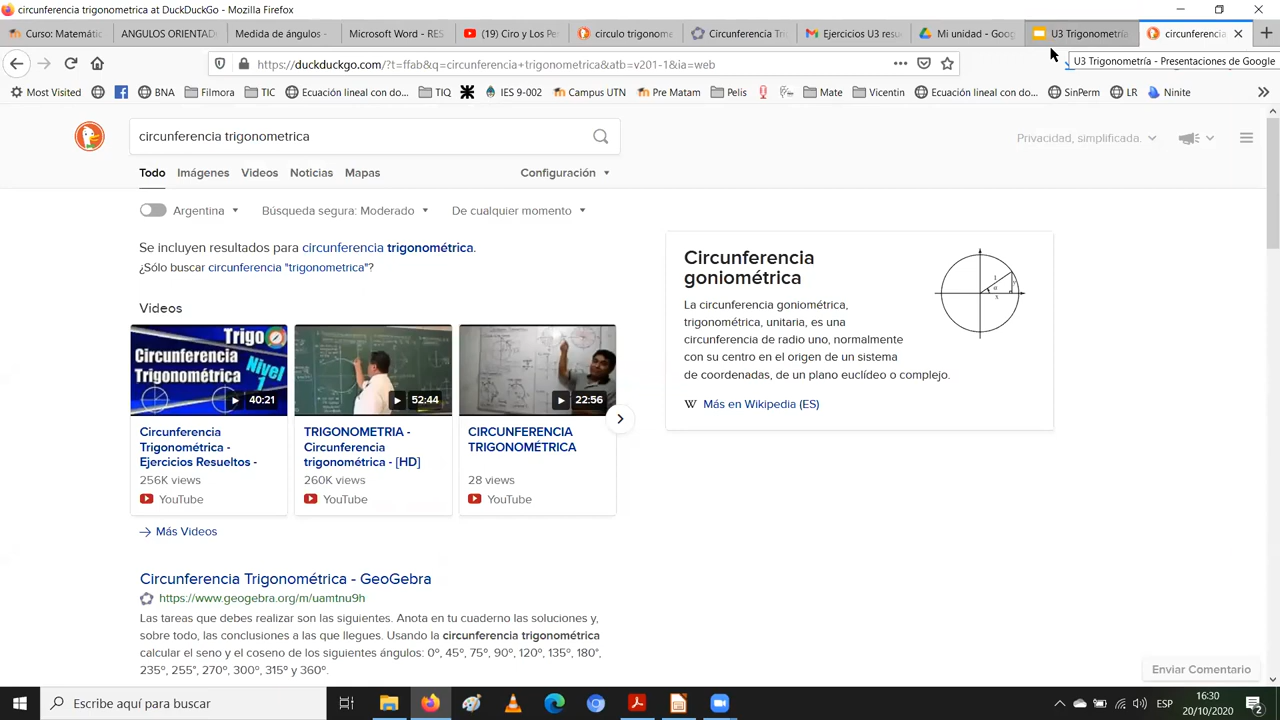 circunferencia trigonometrica at DuckDuckGo - Mozilla Firefox
Curso: Matemátic
ANGULOS ORIENTAD
Medida de ángulos
Microsoft Word - RES
(19) Ciro y Los Pe
circulo trigonome
Circunferencía Tri
Ejercicios U3 resu
Mi unidad - Goog
U3 Trigonometría
circunferencia
https://duckduckgo.com/?t=ffab&q=circunferencia+trigonometrica&atb=v201-1&ia=web
U3 Trigonometría - Presentaciones de Google
Most Visited
BNA
Filmora
TIC
Ecuación lineal con do...
TIQ
IES 9-002
Campus UTN
Pre Matam
Pelis
Mate
Vicentin
Ecuación lineal con do...
SinPerm
LR
Ninite
circunferencia trigonometrica
Privacidad, simplificada.
Todo Imágenes Videos Noticias Mapas Configuración
Argentina Búsqueda segura: Moderado De cualquier momento
Se incluyen resultados para circunferencia trigonométrica.
¿Sólo buscar circunferencia "trigonometrica"?
Videos
Trigo
Circunferencia
Trigonométrica
Nivel 1
40:21
52:44
22:56
Circunferencia
Trigonométrica -
Ejercicios Resueltos -
256K views
YouTube
TRIGONOMETRIA -
Circunferencia
trigonométrica - [HD]
260K views
YouTube
CIRCUNFERENCIA
TRIGONOMÉTRICA
28 views
YouTube
Más Videos
Circunferencia
goniométrica
La circunferencia goniométrica,
trigonométrica, unitaria, es una
circunferencia de radio uno, normalmente
con su centro en el origen de un sistema
de coordenadas, de un plano euclídeo o complejo.
W Más en Wikipedia (ES)
1
α
x
Circunferencia Trigonométrica - GeoGebra
https://www.geogebra.org/m/uamtnu9h
Las tareas que debes realizar son las siguientes. Anota en tu cuaderno las soluciones y,
sobre todo, las conclusiones a las que llegues. Usando la circunferencia trigonométrica
calcular el seno y el coseno de los siguientes ángulos: 0º, 45º, 75º, 90º, 120º, 135º, 180°,
235º, 255°, 270º, 300º, 315º y 360º.
Enviar Comentario
Escribe aquí para buscar
ESP
16:30
20/10/2020
2